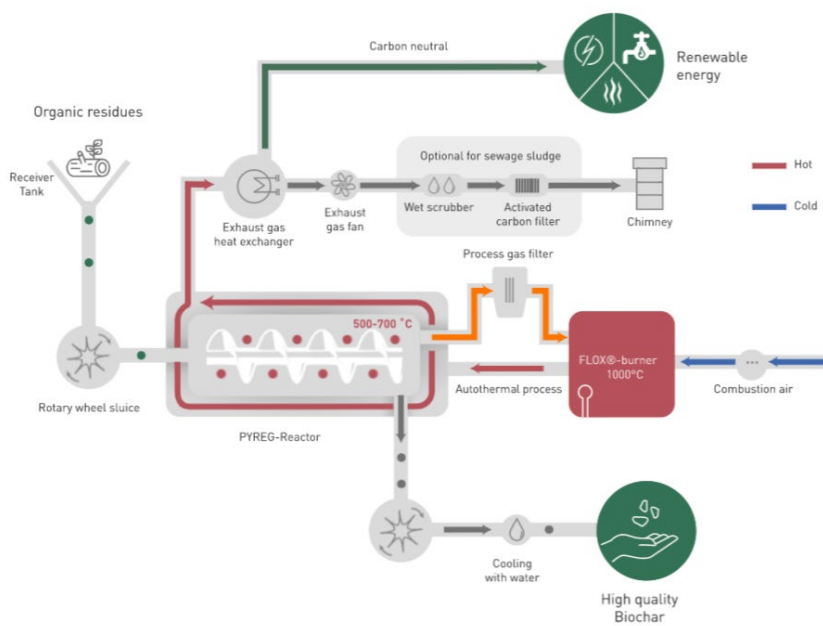 Carbon neutral
Renewable
energy
Organic residues
Receiver
Tank
Optional for sewage sludge
Hot
Cold
Exhaust gas
heat exchanger
Exhaust
gas fan
Wet scrubber
Activated
carbon filter
Chimney
Process gas filter
500-700 °C
FLOX®-burner
1000°C
Combustion air
Autothermal process
Rotary wheel sluice
PYREG-Reactor
Cooling
with water
High quality
Biochar